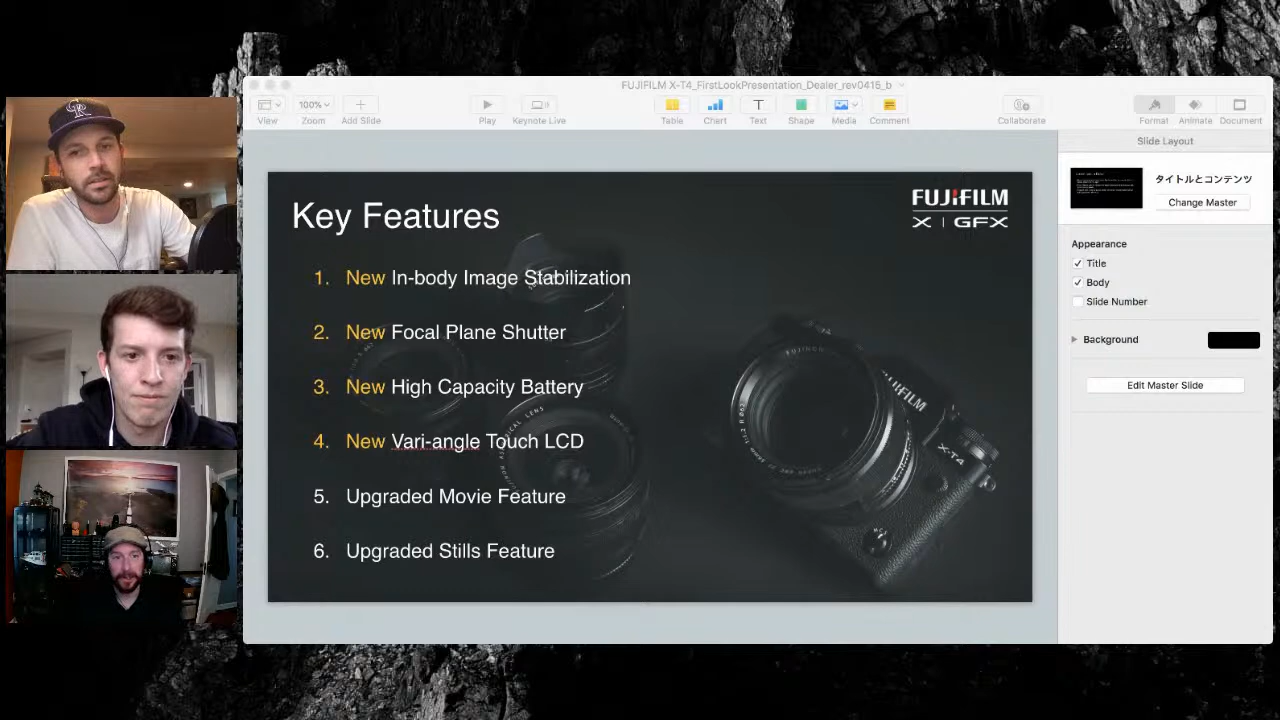 FUJIFILM X-T4_FirstLookPresentation_Dealer_rev0415_b
100%
View
Zoom
Add Slide
Play
Keynote Live
Table
Chart
Text
Shape
Media
Comment
Collaborate
Format
Animate
Document
Slide Layout
タイトルとコンテンツ
Change Master
Appearance
Title
Body
Slide Number
Background
Edit Master Slide
Key Features
FUJIFILM
X | GFX
1. New In-body Image Stabilization
2. New Focal Plane Shutter
3. New High Capacity Battery
4. New Vari-angle Touch LCD
5. Upgraded Movie Feature
6. Upgraded Stills Feature
FUJIFILM
X-T4
CR